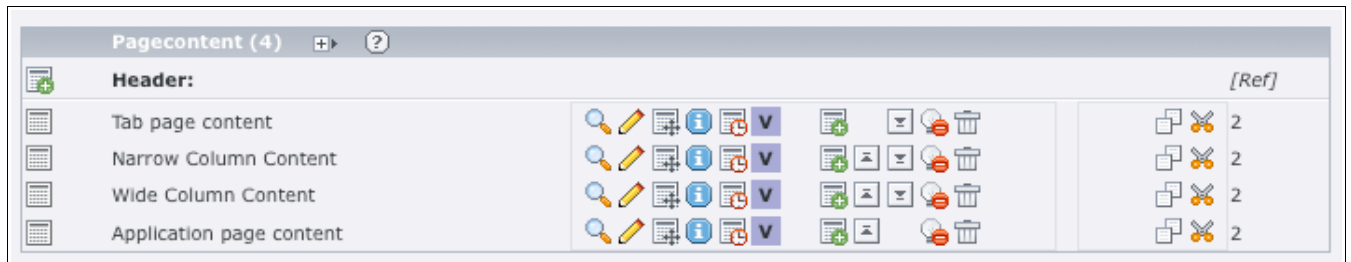 Pagecontent (4) ?
Header: [Ref]
Tab page content V 2
Narrow Column Content V 2
Wide Column Content V 2
Application page content V 2